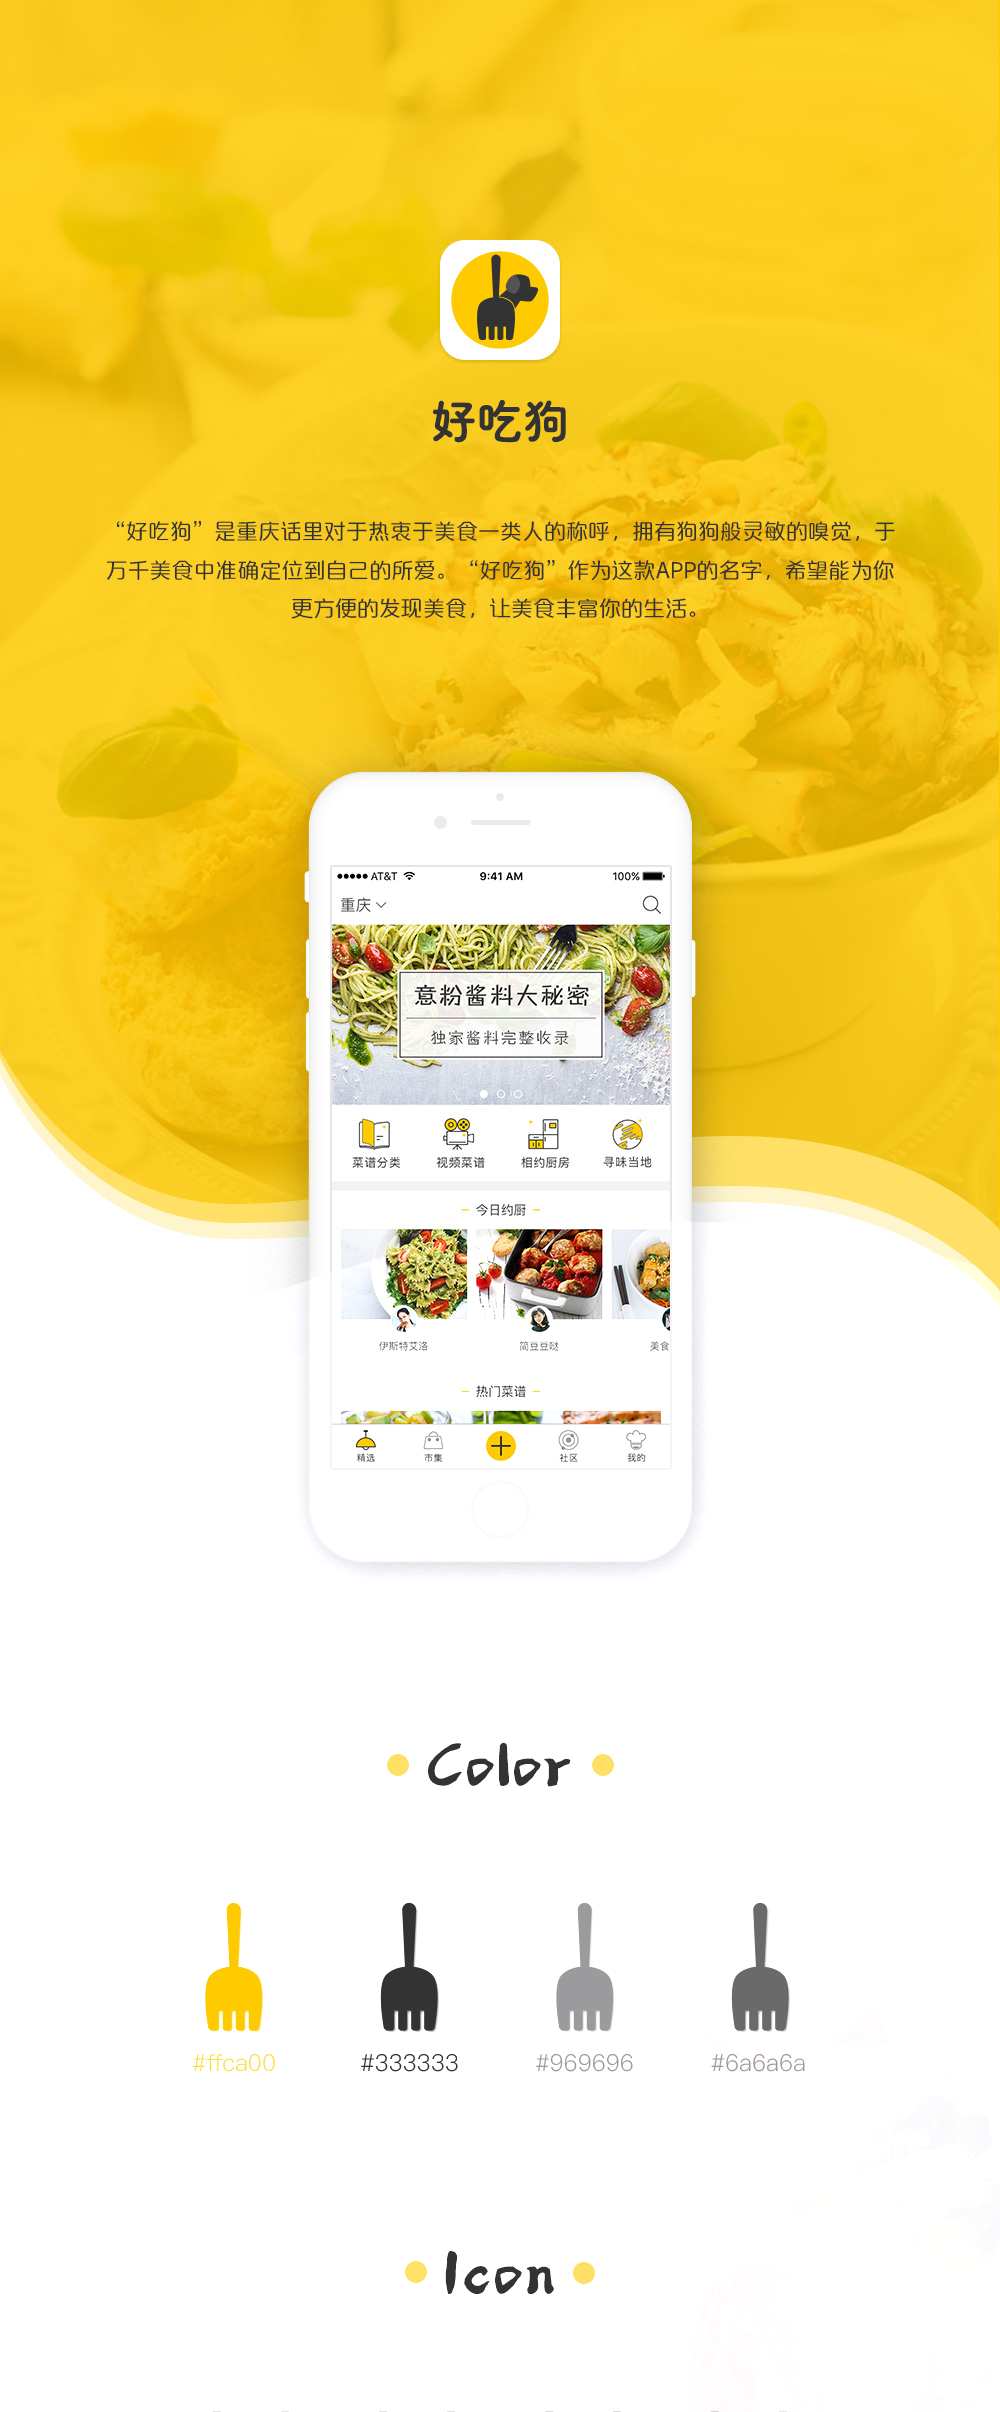 好吃狗
“好吃狗”是重庆话里对于热衷于美食一类人的称呼，拥有狗狗般灵敏的嗅觉，于
万千美食中准确定位到自己的所爱。“好吃狗”作为这款APP的名字，希望能为你
更方便的发现美食，让美食丰富你的生活。
AT&T 9:41 AM 100%
重庆
意粉酱料大秘密
独家酱料完整收录
菜谱分类 视频菜谱 相约厨房 寻味当地
今日约厨
伊斯特艾洛 简豆豆哒 美食
热门菜谱
精选 市集 社区 我的
Color
#ffca00 #333333 #969696 #6a6a6a
Icon